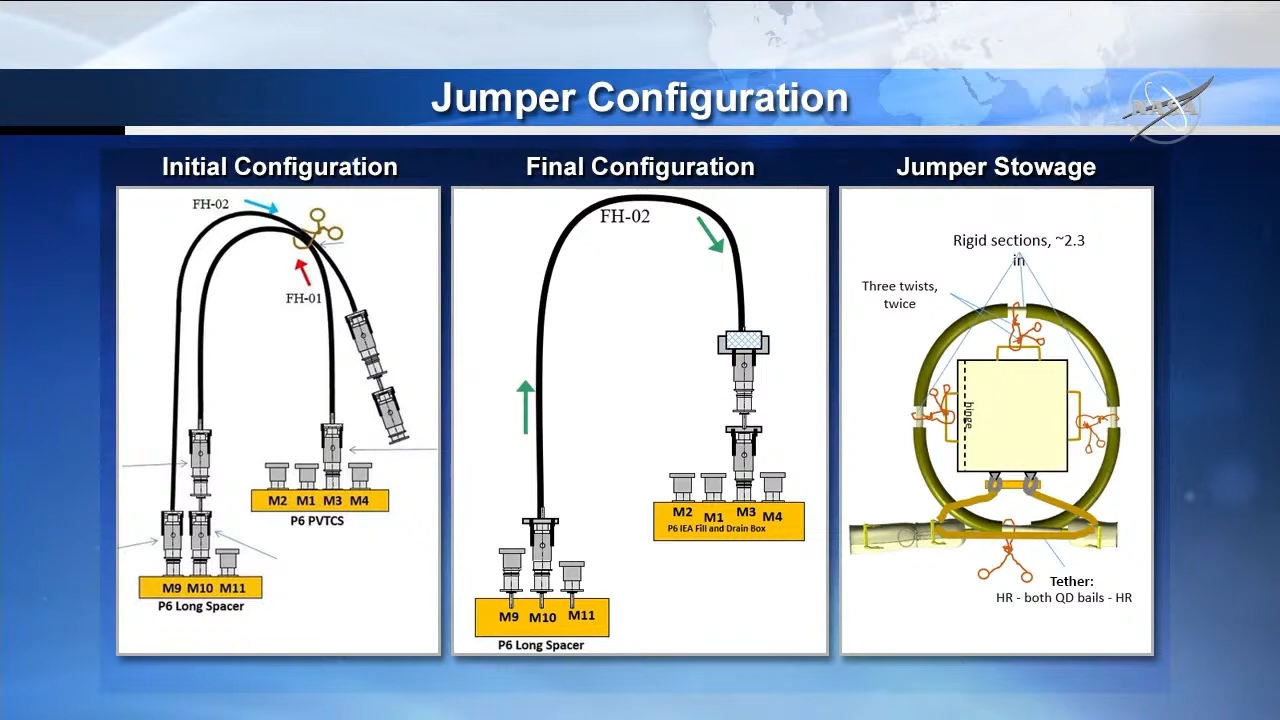 Jumper Configuration
NASA
Initial Configuration
FH-02
FH-01
M2 M1 M3 M4
P6 PVTCS
M9 M10 M11
P6 Long Spacer
Final Configuration
FH-02
M2 M1 M3 M4
P6 IEA Fill and Drain Box
M9 M10 M11
P6 Long Spacer
Jumper Stowage
Rigid sections, ~2.3
in
Three twists,
twice
hinge
Tether:
HR - both QD bails - HR